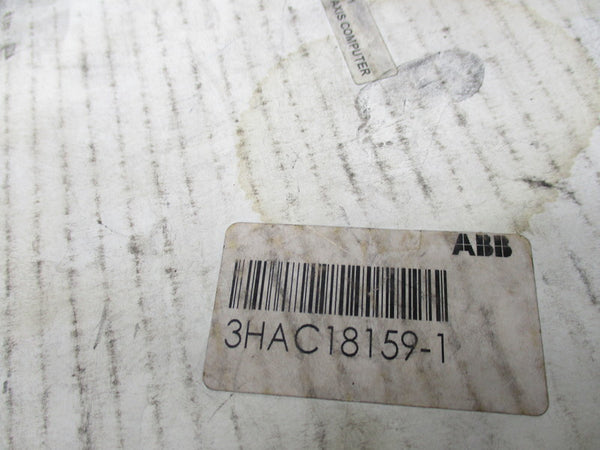 AXIS COMPUTER
ABB
3HAC18159-1